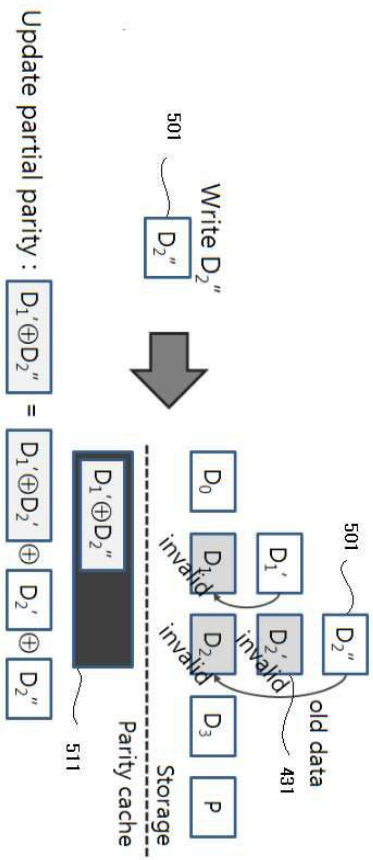 501
Write D₂″
D₂″
501
old data
D₂″
D₁′
D₂′
invalid
431
D₀
D₁
D₂
D₃
P
invalid
invalid
Storage
Parity cache
D₁′⊕D₂″
511
Update partial parity : D₁′⊕D₂″ = D₁′⊕D₂′ ⊕ D₂′ ⊕ D₂″